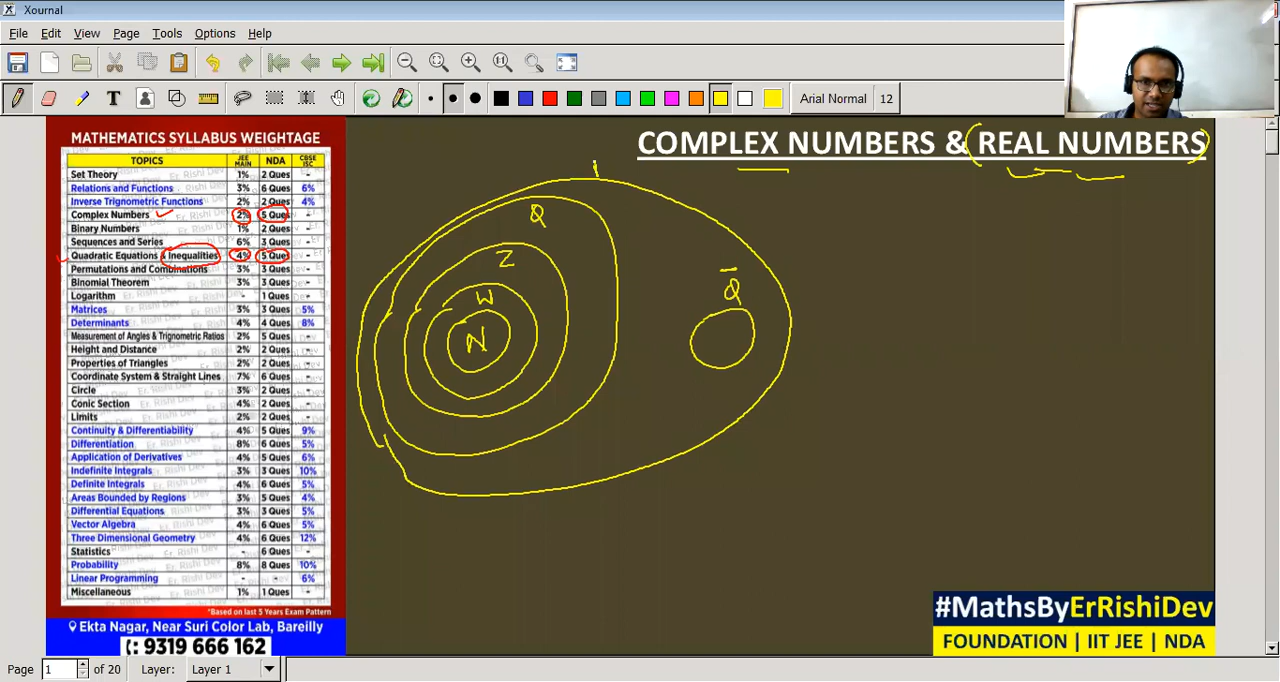 Xournal
File Edit View Page Tools Options Help
Arial Normal 12
MATHEMATICS SYLLABUS WEIGHTAGE
TOPICS JEE MAIN NDA CBSE ISC
Set Theory 1% 2 Ques -
Relations and Functions 3% 6 Ques 6%
Inverse Trignometric Functions 2% 2 Ques 4%
Complex Numbers 2% 5 Ques -
Binary Numbers 1% 2 Ques -
Sequences and Series 6% 3 Ques -
Quadratic Equations & Inequalities 4% 5 Ques -
Permutations and Combinations 3% 3 Ques -
Binomial Theorem 3% 3 Ques -
Logarithm - 1 Ques -
Matrices 3% 3 Ques 5%
Determinants 4% 4 Ques 8%
Measurement of Angles & Trignometric Ratios 2% 5 Ques -
Height and Distance 2% 2 Ques -
Properties of Triangles 2% 2 Ques -
Coordinate System & Straight Lines 7% 6 Ques -
Circle 3% 2 Ques -
Conic Section 4% 2 Ques -
Limits 2% 2 Ques -
Continuity & Differentiability 4% 5 Ques 9%
Differentiation 8% 6 Ques 5%
Application of Derivatives 4% 5 Ques 6%
Indefinite Integrals 3% 3 Ques 10%
Definite Integrals 4% 6 Ques 5%
Areas Bounded by Regions 3% 5 Ques 4%
Differential Equations 3% 3 Ques 5%
Vector Algebra 4% 6 Ques 5%
Three Dimensional Geometry 4% 6 Ques 12%
Statistics - 6 Ques -
Probability 8% 8 Ques 10%
Linear Programming - - 6%
Miscellaneous 1% 1 Ques -
*Based on last 5 Years Exam Pattern
Ekta Nagar, Near Suri Color Lab, Bareilly
: 9319 666 162
COMPLEX NUMBERS & REAL NUMBERS
Q
Z
W
N
Q̅
#MathsByErRishiDev
FOUNDATION | IIT JEE | NDA
Page 1 of 20 Layer: Layer 1